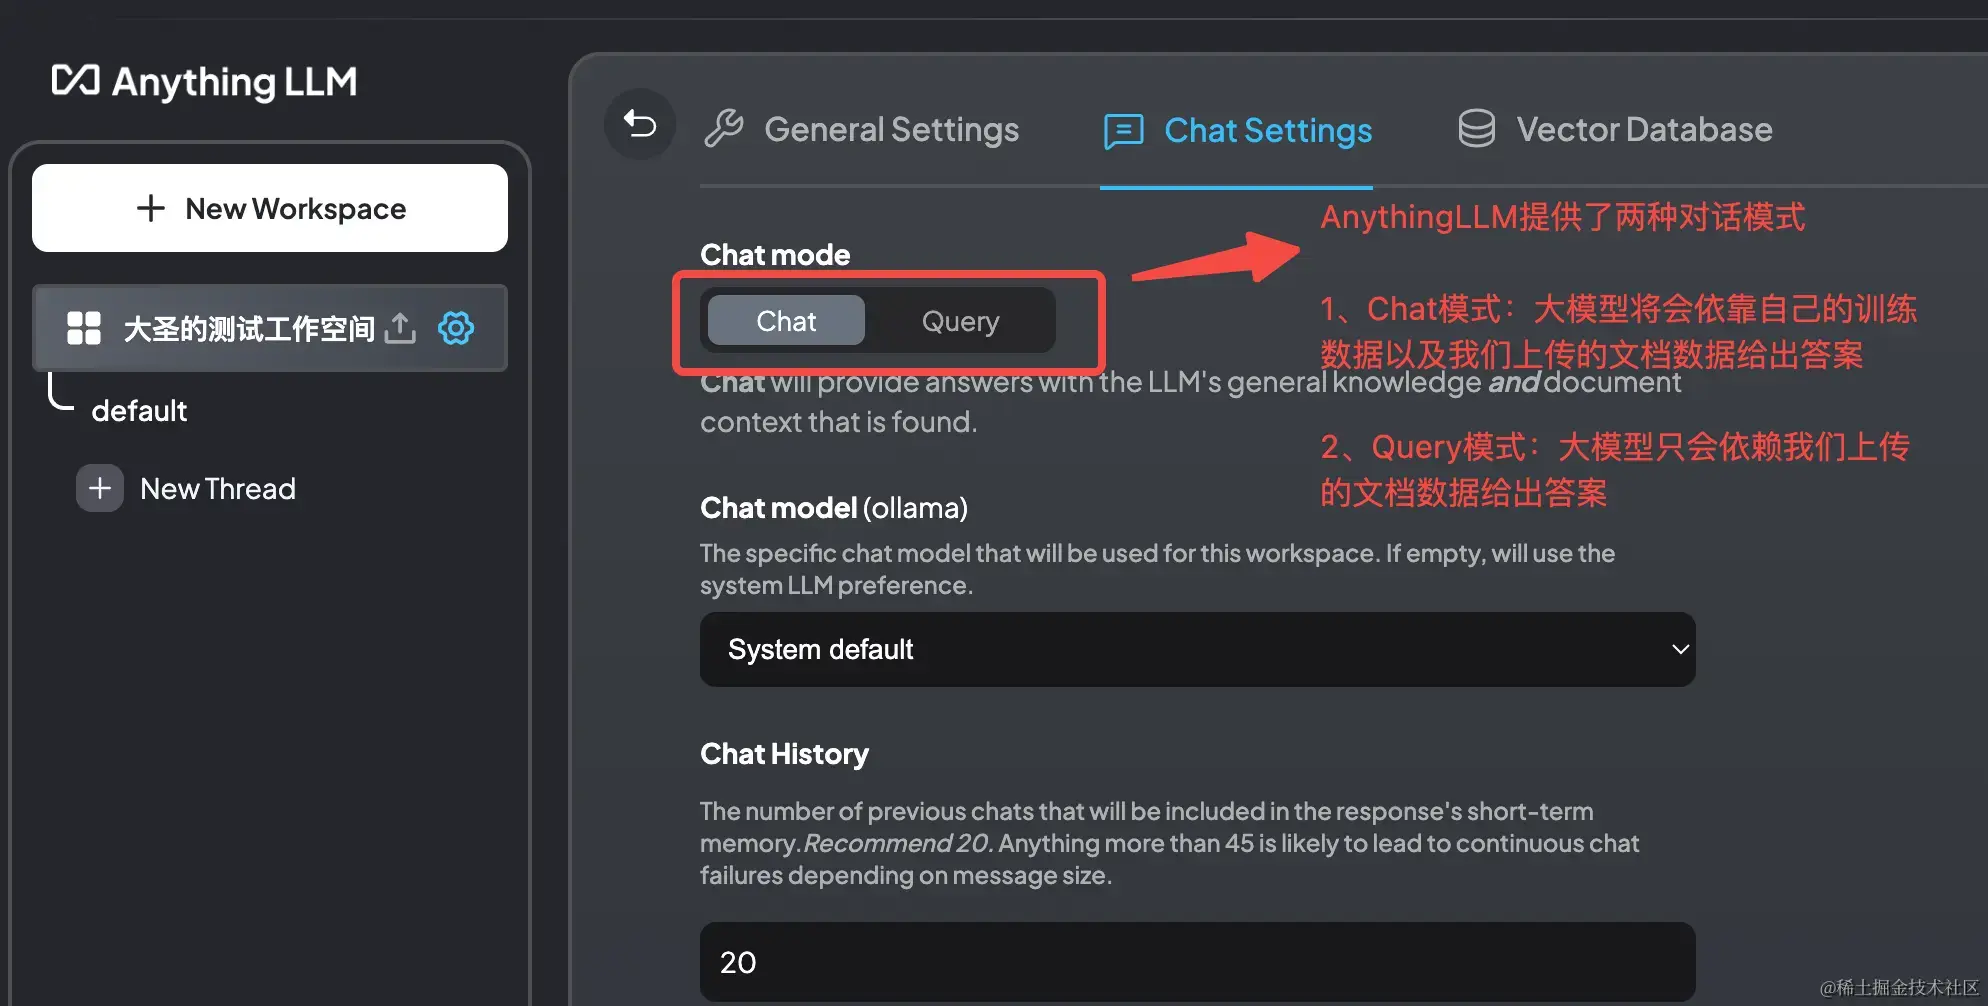 Anything LLM
New Workspace
大圣的测试工作空间
default
New Thread
General Settings
Chat Settings
Vector Database
Chat mode
Chat
Query
Chat will provide answers with the LLM's general knowledge and document
context that is found.
AnythingLLM提供了两种对话模式
1、Chat模式：大模型将会依靠自己的训练
数据以及我们上传的文档数据给出答案
2、Query模式：大模型只会依赖我们上传
的文档数据给出答案
Chat model (ollama)
The specific chat model that will be used for this workspace. If empty, will use the
system LLM preference.
System default
Chat History
The number of previous chats that will be included in the response's short-term
memory. Recommend 20. Anything more than 45 is likely to lead to continuous chat
failures depending on message size.
20
@稀土掘金技术社区